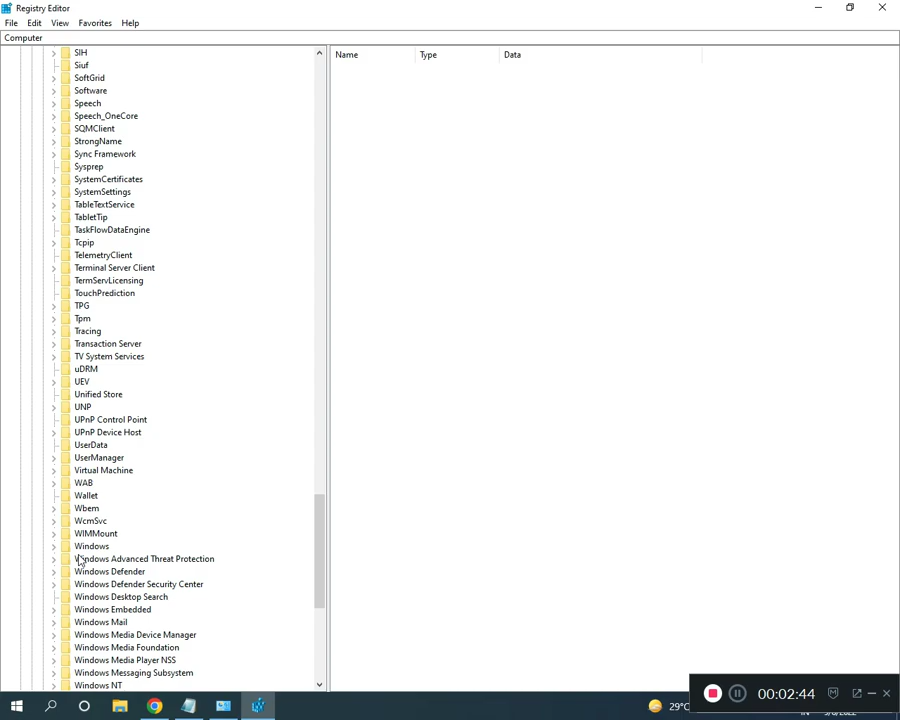 Registry Editor
File Edit View Favorites Help
Computer
Name Type Data
SIH
Siuf
SoftGrid
Software
Speech
Speech_OneCore
SQMClient
StrongName
Sync Framework
Sysprep
SystemCertificates
SystemSettings
TableTextService
TabletTip
TaskFlowDataEngine
Tcpip
TelemetryClient
Terminal Server Client
TermServLicensing
TouchPrediction
TPG
Tpm
Tracing
Transaction Server
TV System Services
uDRM
UEV
Unified Store
UNP
UPnP Control Point
UPnP Device Host
UserData
UserManager
Virtual Machine
WAB
Wallet
Wbem
WcmSvc
WIMMount
Windows
Windows Advanced Threat Protection
Windows Defender
Windows Defender Security Center
Windows Desktop Search
Windows Embedded
Windows Mail
Windows Media Device Manager
Windows Media Foundation
Windows Media Player NSS
Windows Messaging Subsystem
Windows NT
00:02:44
29°C